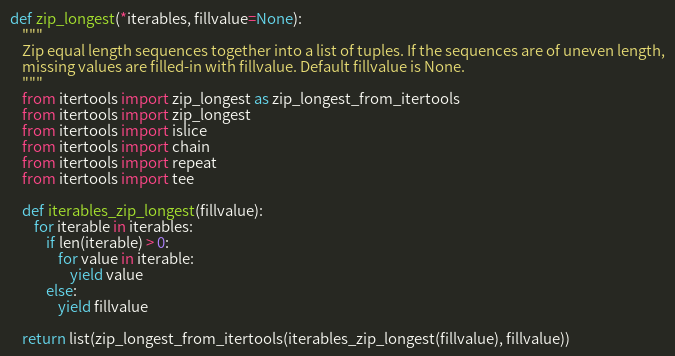 def zip_longest(*iterables, fillvalue=None):
    """
    Zip equal length sequences together into a list of tuples. If the sequences are of uneven length,
    missing values are filled-in with fillvalue. Default fillvalue is None.
    """
    from itertools import zip_longest as zip_longest_from_itertools
    from itertools import zip_longest
    from itertools import islice
    from itertools import chain
    from itertools import repeat
    from itertools import tee

    def iterables_zip_longest(fillvalue):
        for iterable in iterables:
            if len(iterable) > 0:
                for value in iterable:
                    yield value
            else:
                yield fillvalue

    return list(zip_longest_from_itertools(iterables_zip_longest(fillvalue), fillvalue))